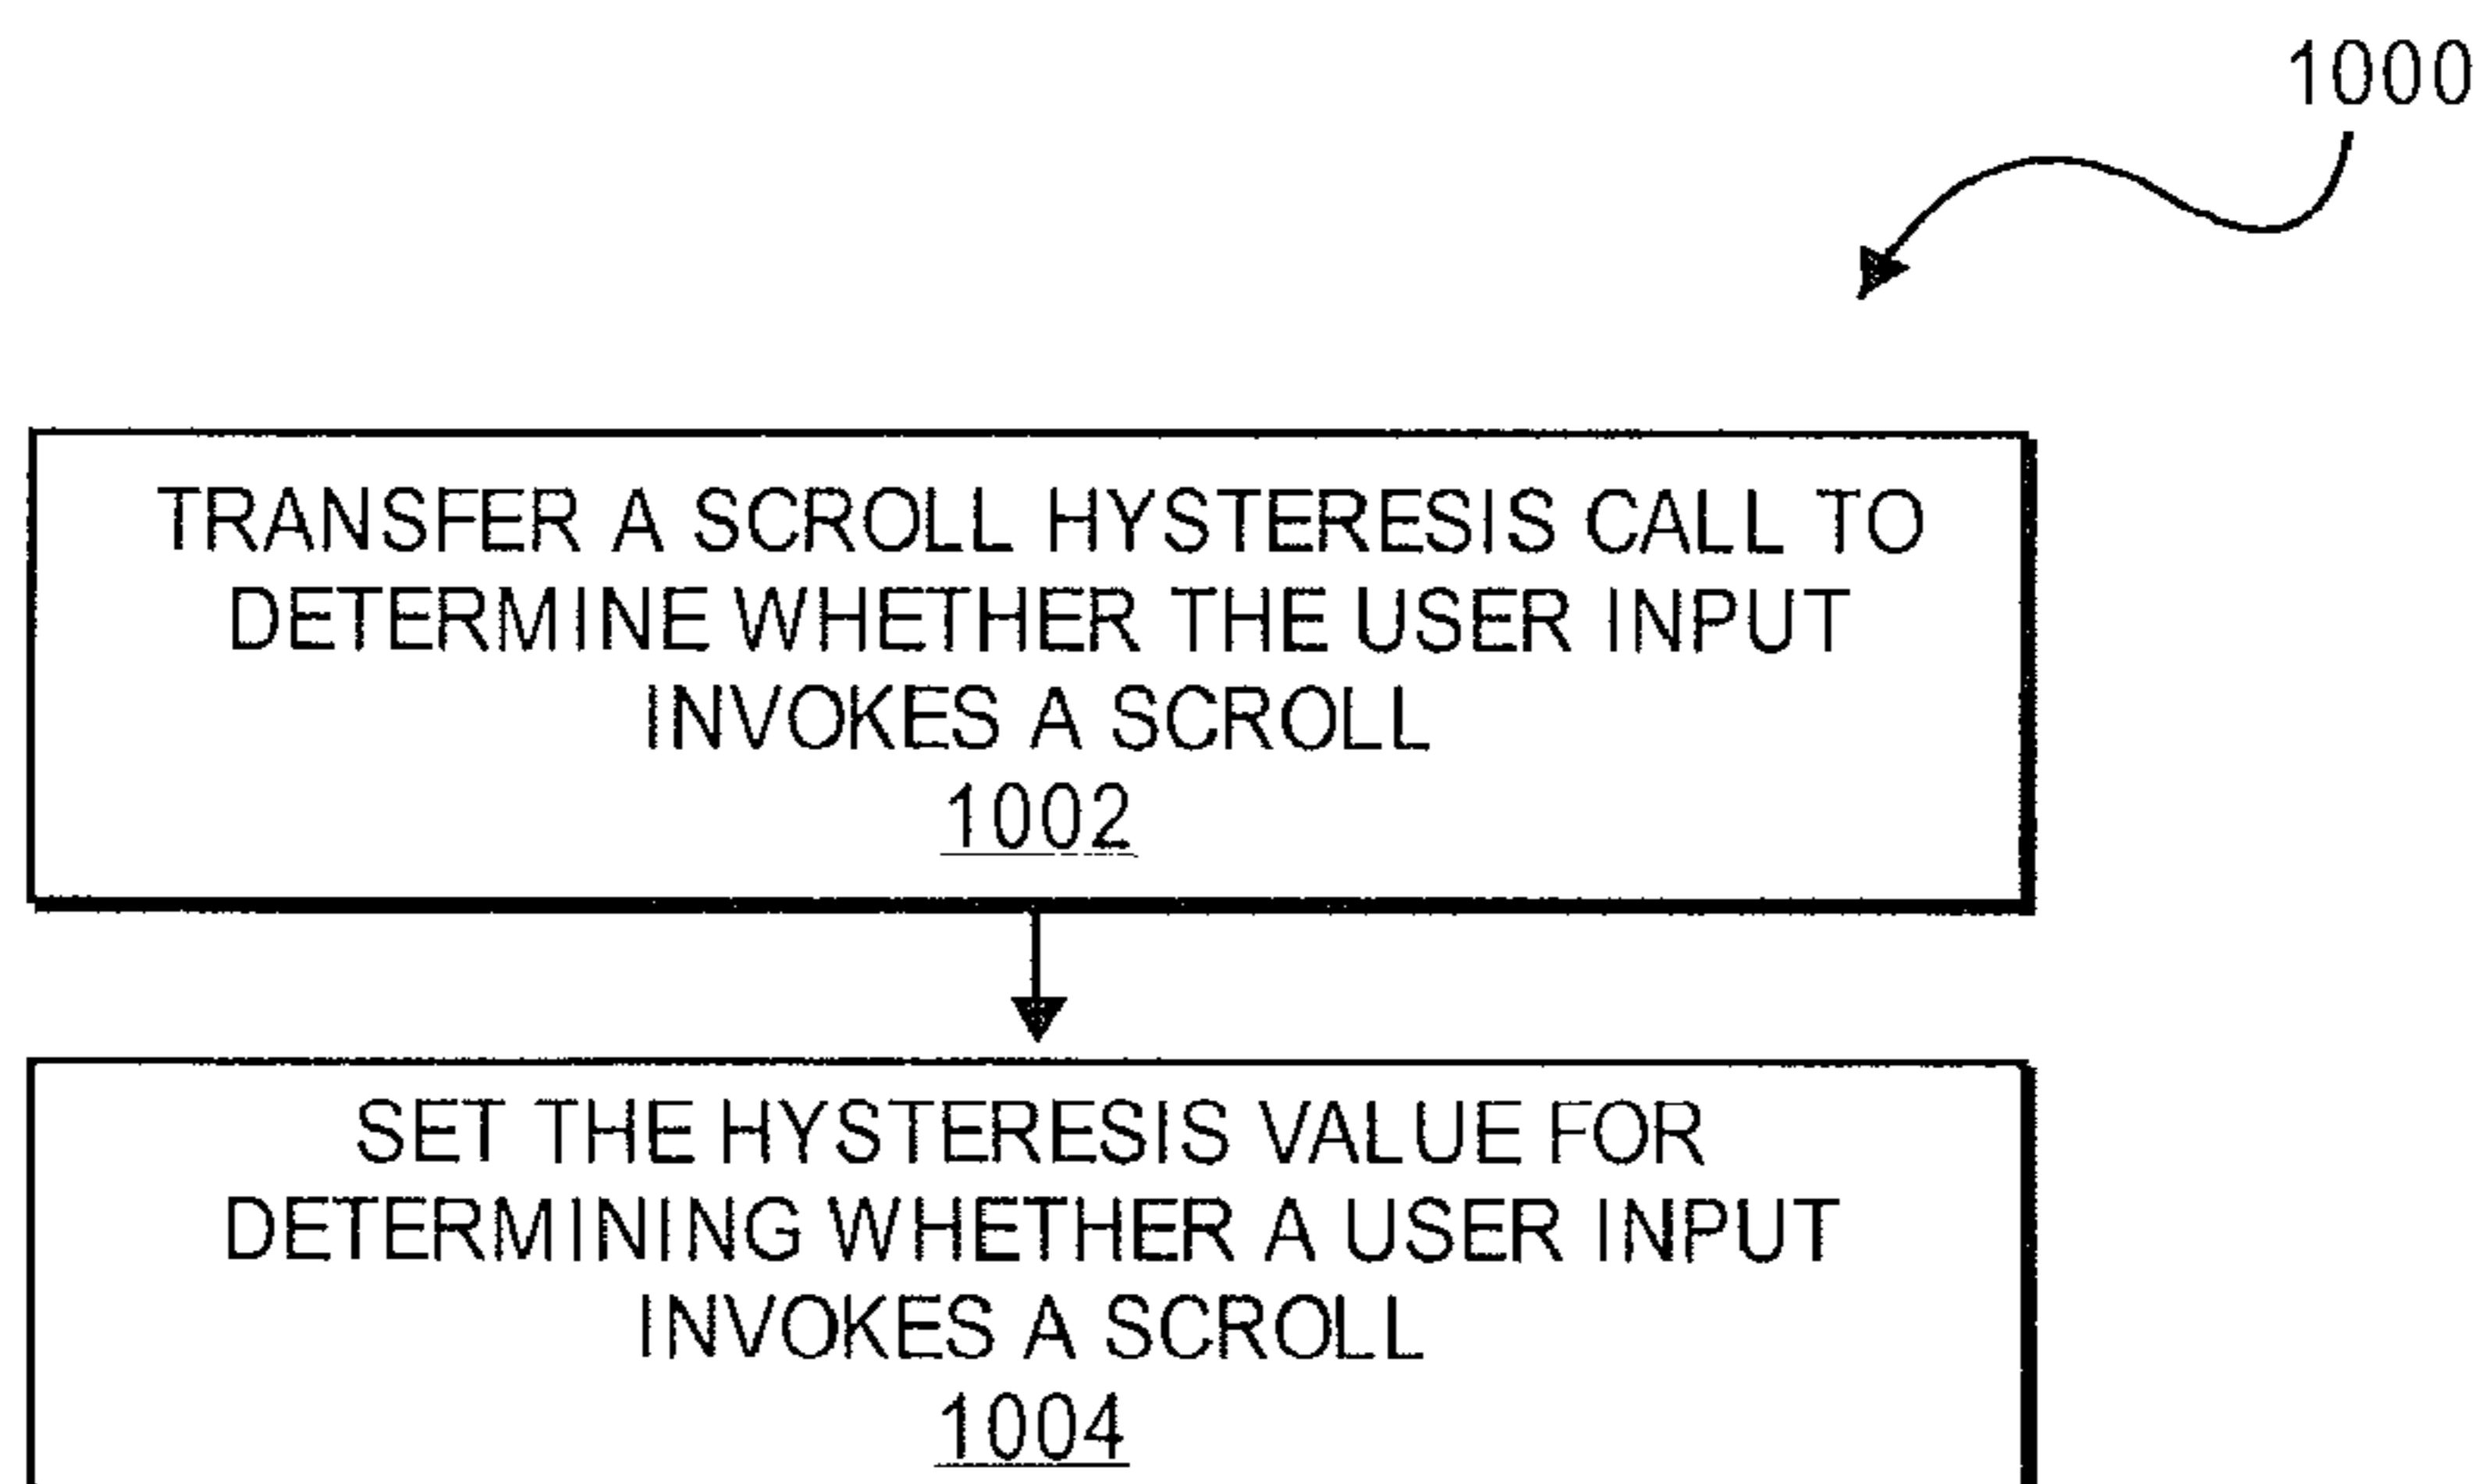 1000
TRANSFER A SCROLL HYSTERESIS CALL TO
DETERMINE WHETHER THE USER INPUT
INVOKES A SCROLL
1002
SET THE HYSTERESIS VALUE FOR
DETERMINING WHETHER A USER INPUT
INVOKES A SCROLL
1004